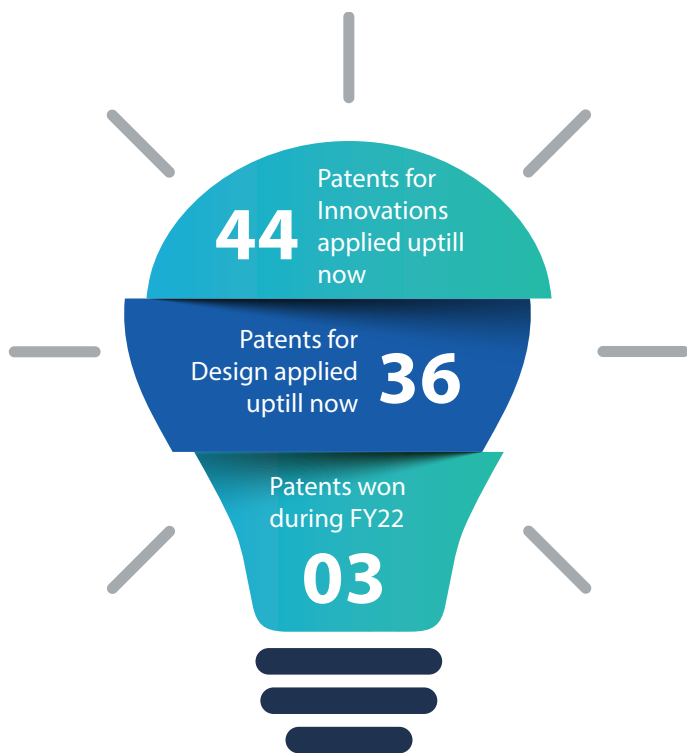 44
Patents for
Innovations
applied uptill
now
Patents for
Design applied
uptill now
36
Patents won
during FY22
03